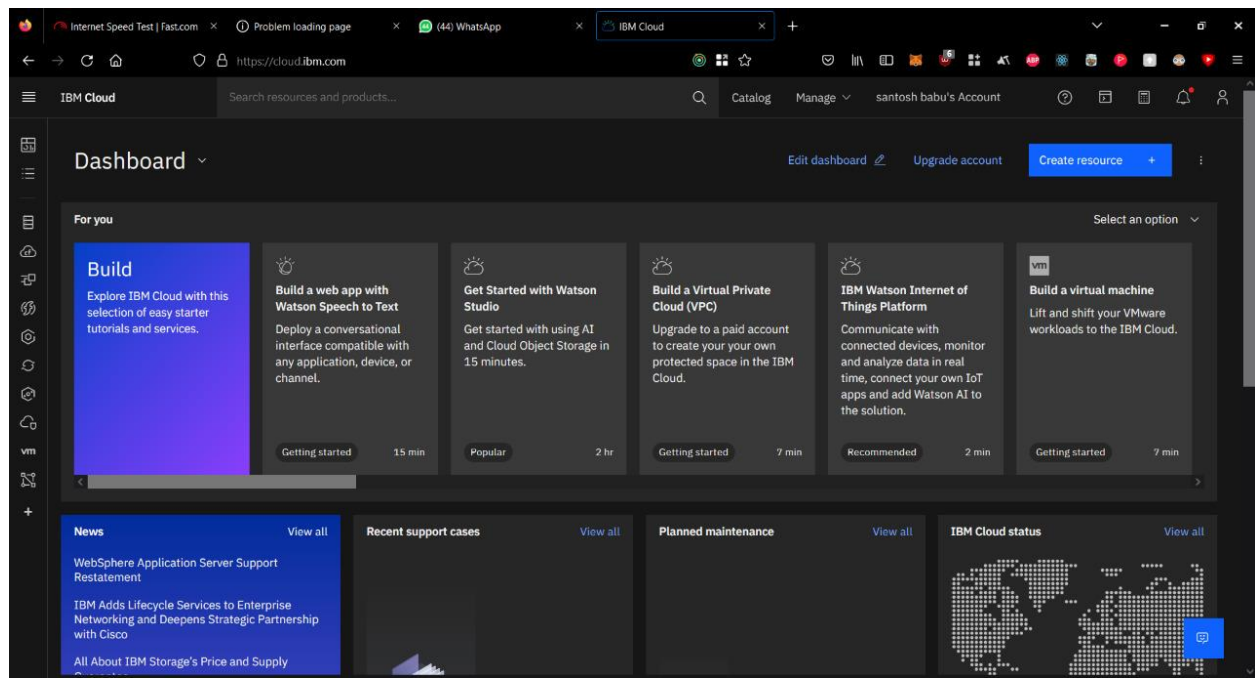 Internet Speed Test | Fast.com
Problem loading page
(44) WhatsApp
IBM Cloud
https://cloud.ibm.com
6
ABP
IBM Cloud
Search resources and products...
Catalog
Manage
santosh babu's Account
Dashboard
Edit dashboard
Upgrade account
Create resource +
For you
Select an option
Build
Explore IBM Cloud with this
selection of easy starter
tutorials and services.
Build a web app with
Watson Speech to Text
Deploy a conversational
interface compatible with
any application, device, or
channel.
Getting started
15 min
Get Started with Watson
Studio
Get started with using AI
and Cloud Object Storage in
15 minutes.
Popular
2 hr
Build a Virtual Private
Cloud (VPC)
Upgrade to a paid account
to create your your own
protected space in the IBM
Cloud.
Getting started
7 min
IBM Watson Internet of
Things Platform
Communicate with
connected devices, monitor
and analyze data in real
time, connect your own IoT
apps and add Watson AI to
the solution.
Recommended
2 min
vm
Build a virtual machine
Lift and shift your VMware
workloads to the IBM Cloud.
Getting started
7 min
vm
News
View all
WebSphere Application Server Support
Restatement
IBM Adds Lifecycle Services to Enterprise
Networking and Deepens Strategic Partnership
with Cisco
All About IBM Storage's Price and Supply
Recent support cases
View all
Planned maintenance
View all
IBM Cloud status
View all